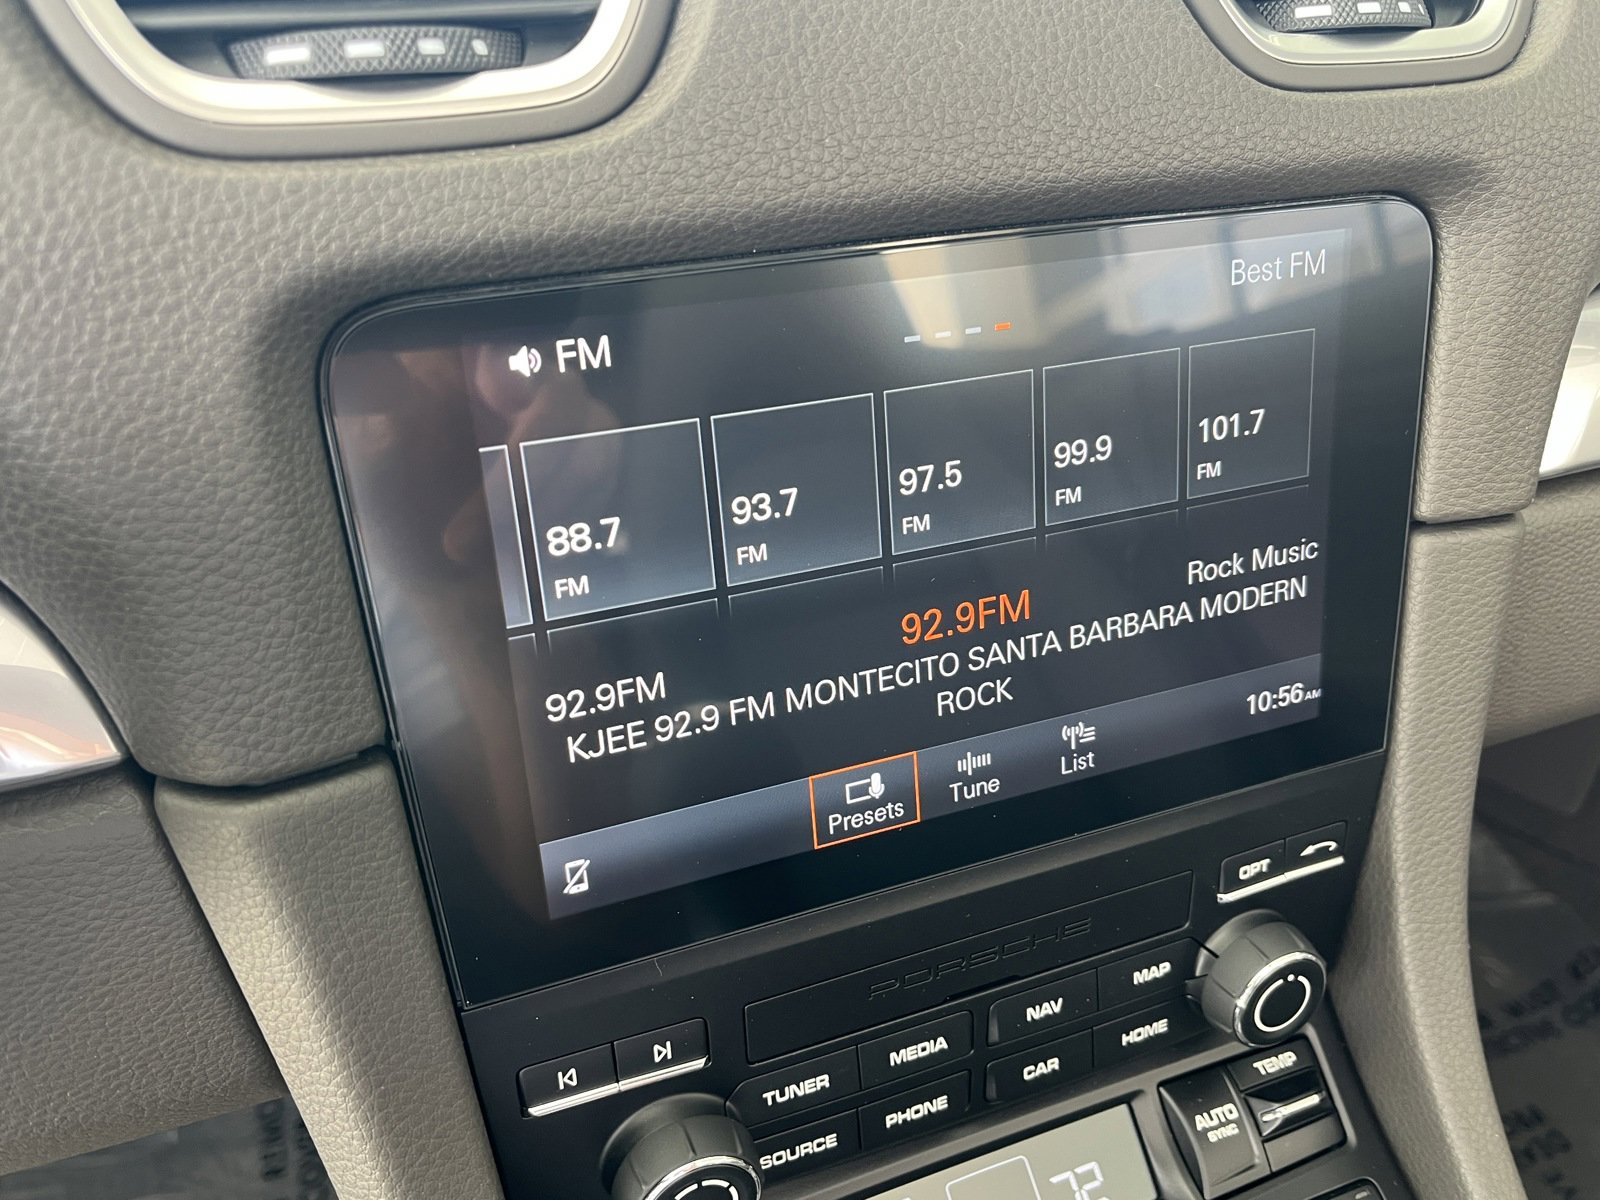 Best FM
FM
88.7
FM
93.7
FM
97.5
FM
99.9
FM
101.7
FM
Rock Music
92.9FM
92.9FM
KJEE 92.9 FM MONTECITO SANTA BARBARA MODERN
ROCK
10:56AM
Presets
Tune
List
OPT
PORSCHE
NAV
MAP
TUNER
MEDIA
CAR
HOME
SOURCE
PHONE
TEMP
AUTO
SYNC
72